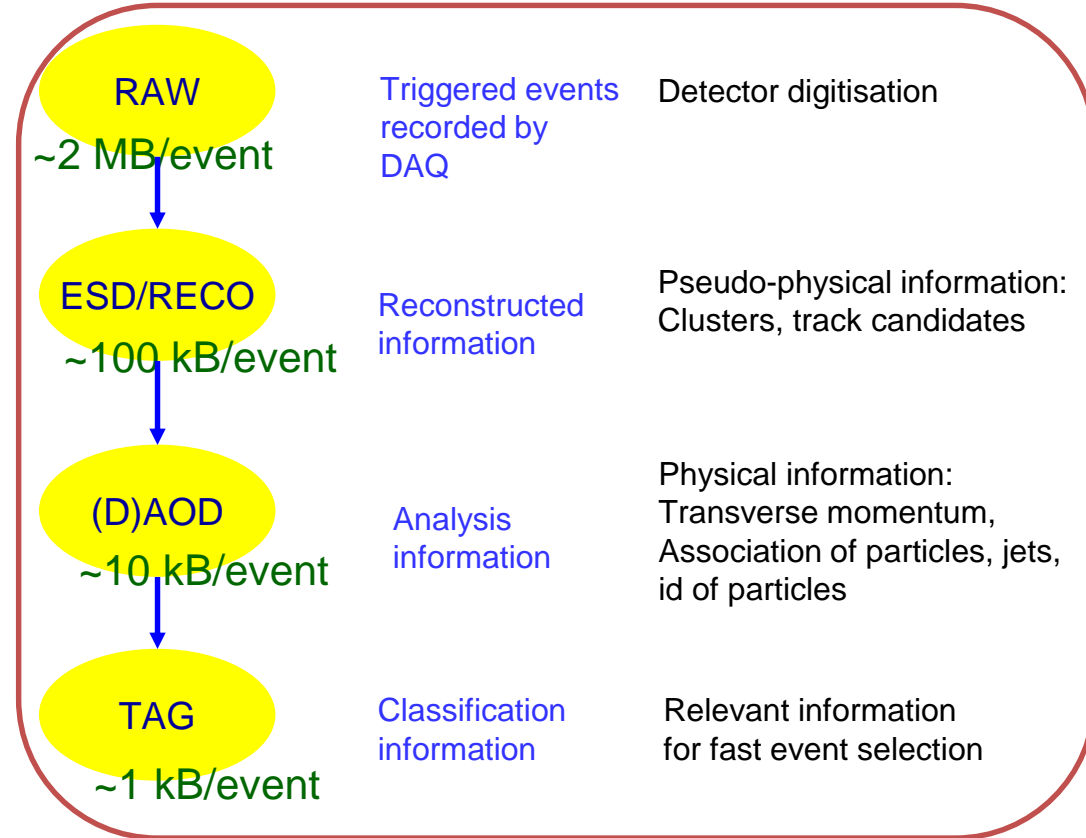 RAW
~2 MB/event
Triggered events
recorded by
DAQ
Detector digitisation
ESD/RECO
~100 kB/event
Reconstructed
information
Pseudo-physical information:
Clusters, track candidates
(D)AOD
~10 kB/event
Analysis
information
Physical information:
Transverse momentum,
Association of particles, jets,
id of particles
TAG
~1 kB/event
Classification
information
Relevant information
for fast event selection